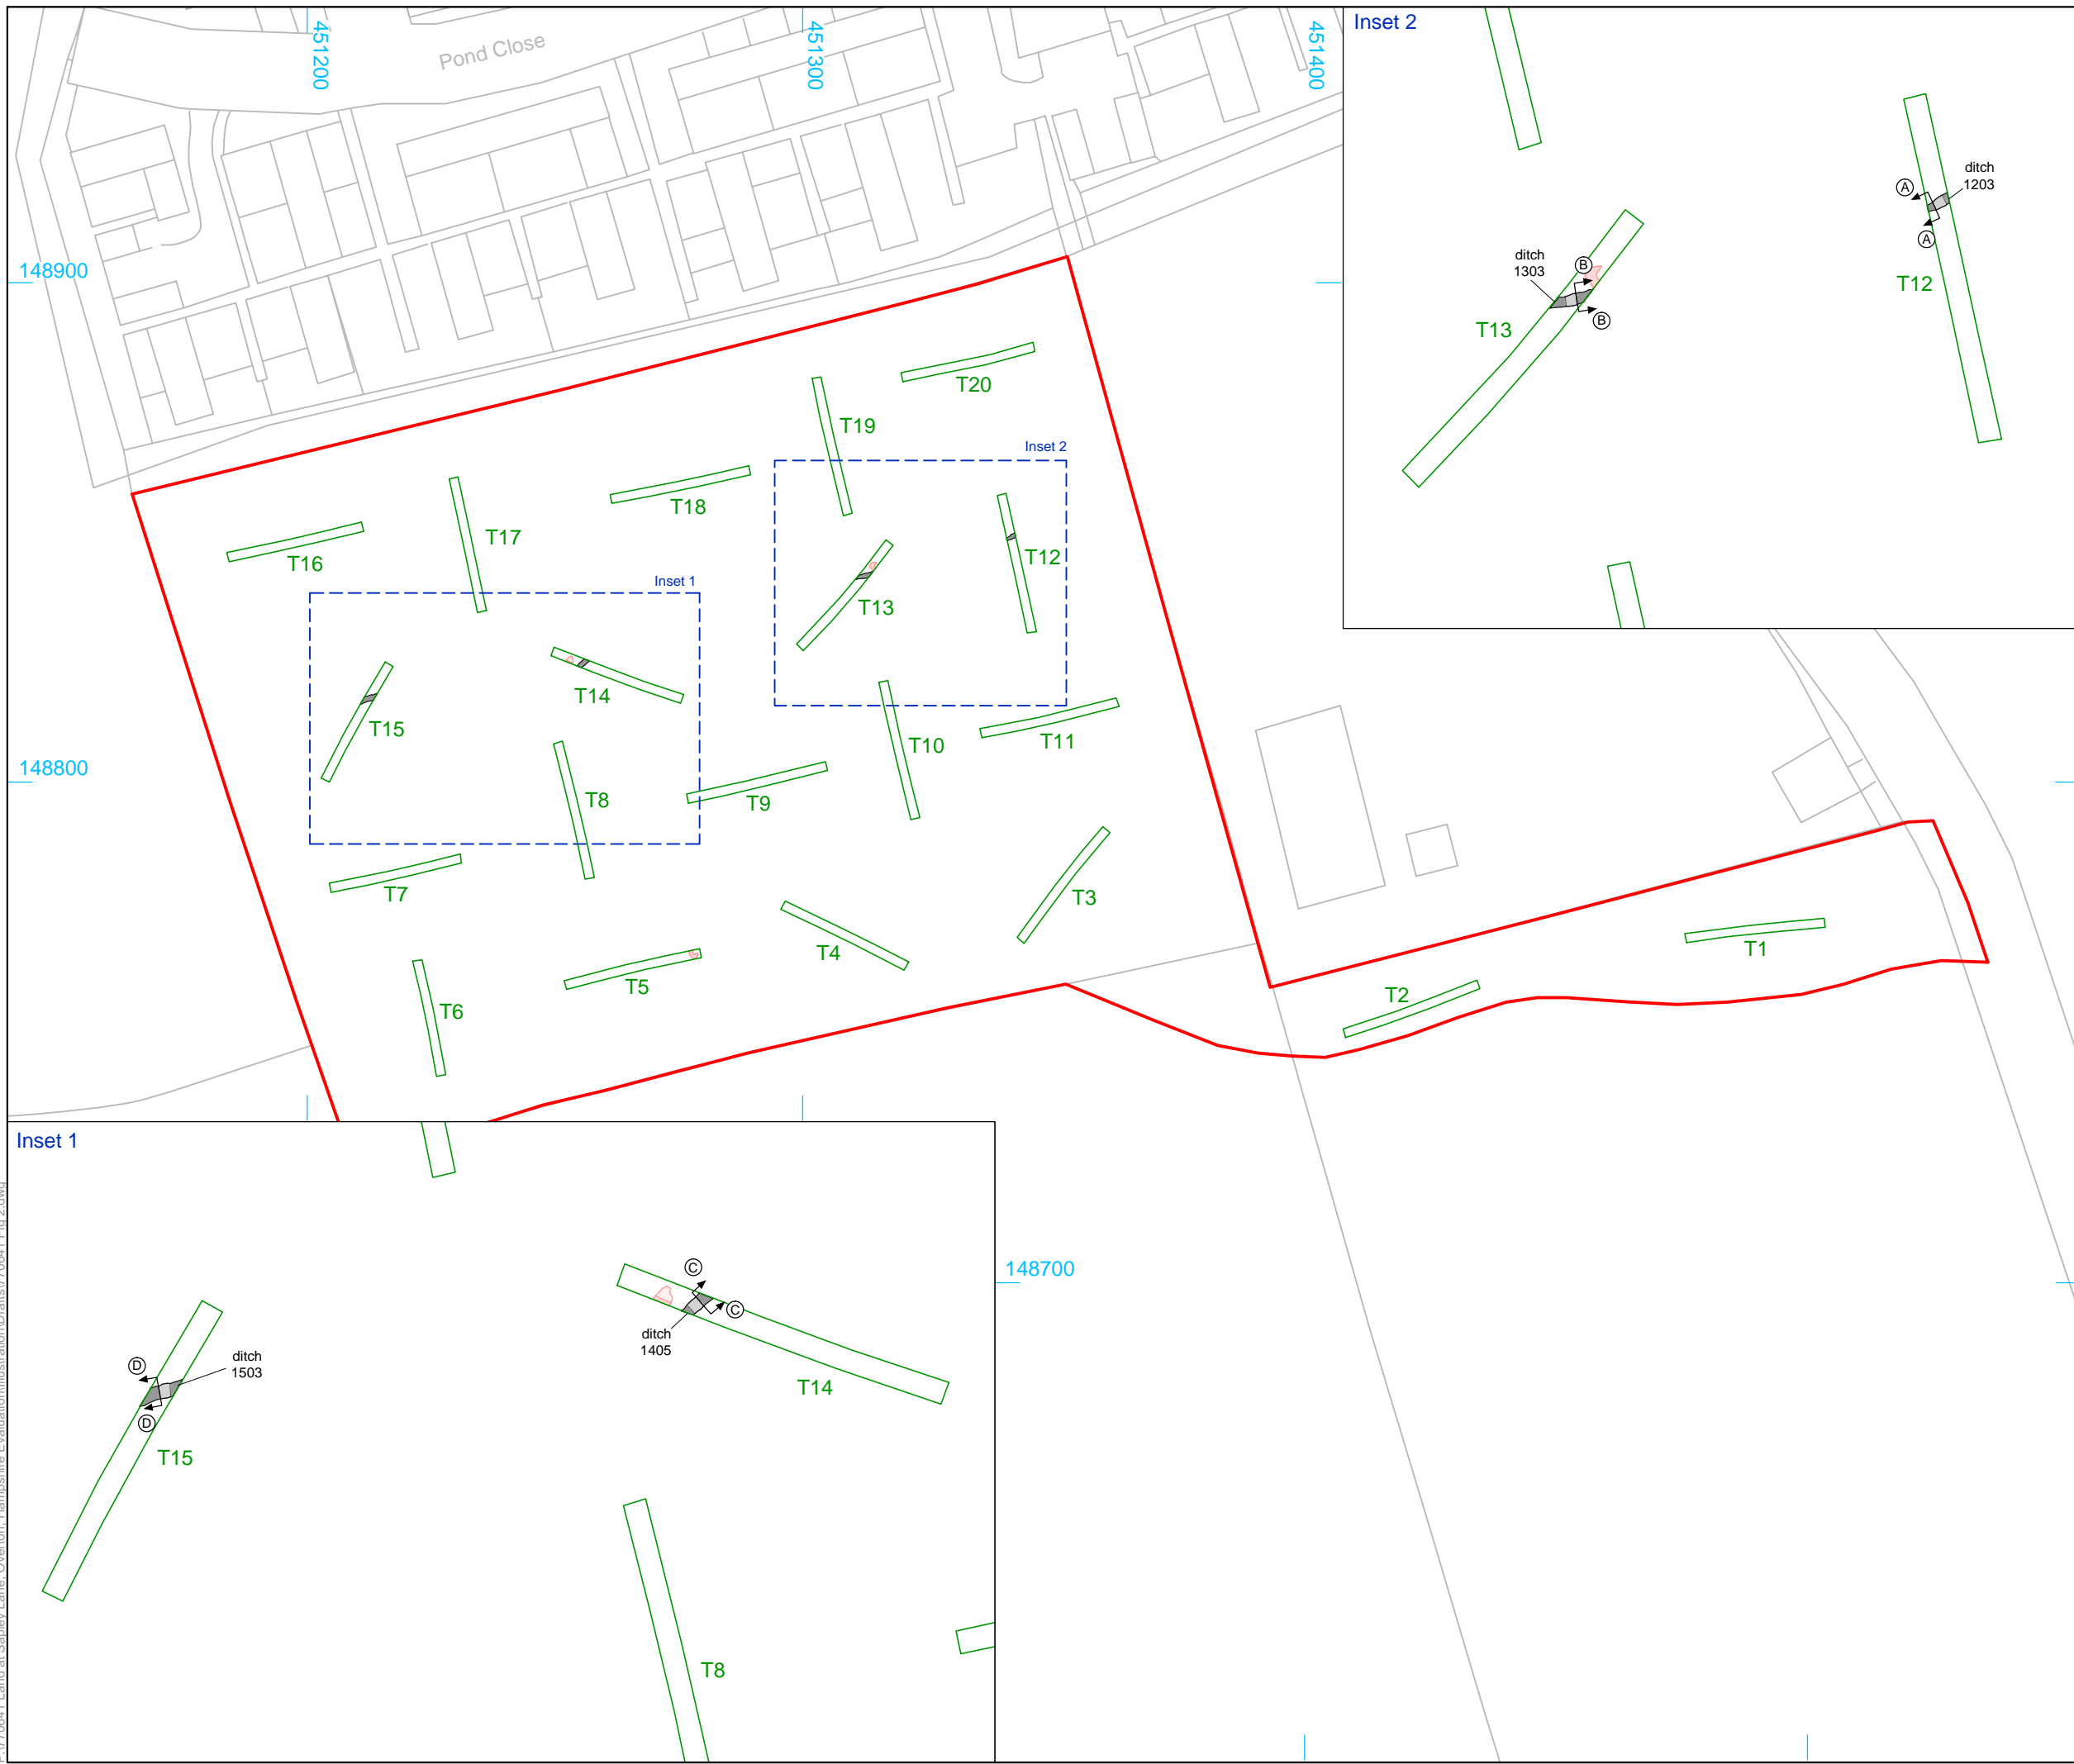 Pond Close
451200
451300
451400
Inset 2
ditch
1203
A
A
T12
ditch
1303
B
B
T13
148900
T20
T19
Inset 2
T18
T17
T16
T12
T13
Inset 1
T14
T15
T10
T11
148800
T8
T9
T7
T3
T4
T1
T5
T2
T6
Inset 1
148700
C
C
ditch
1405
T14
D
ditch
1503
D
T15
T8